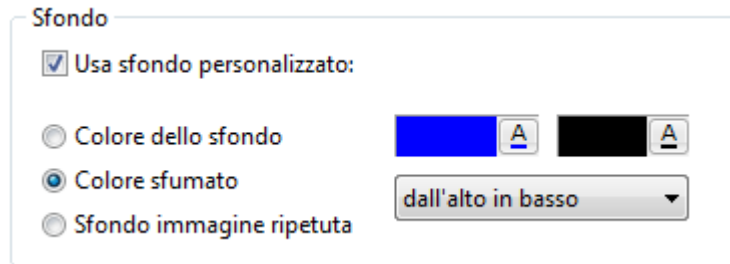 Sfondo
Usa sfondo personalizzato:
Colore dello sfondo A A
Colore sfumato
dall'alto in basso
Sfondo immagine ripetuta